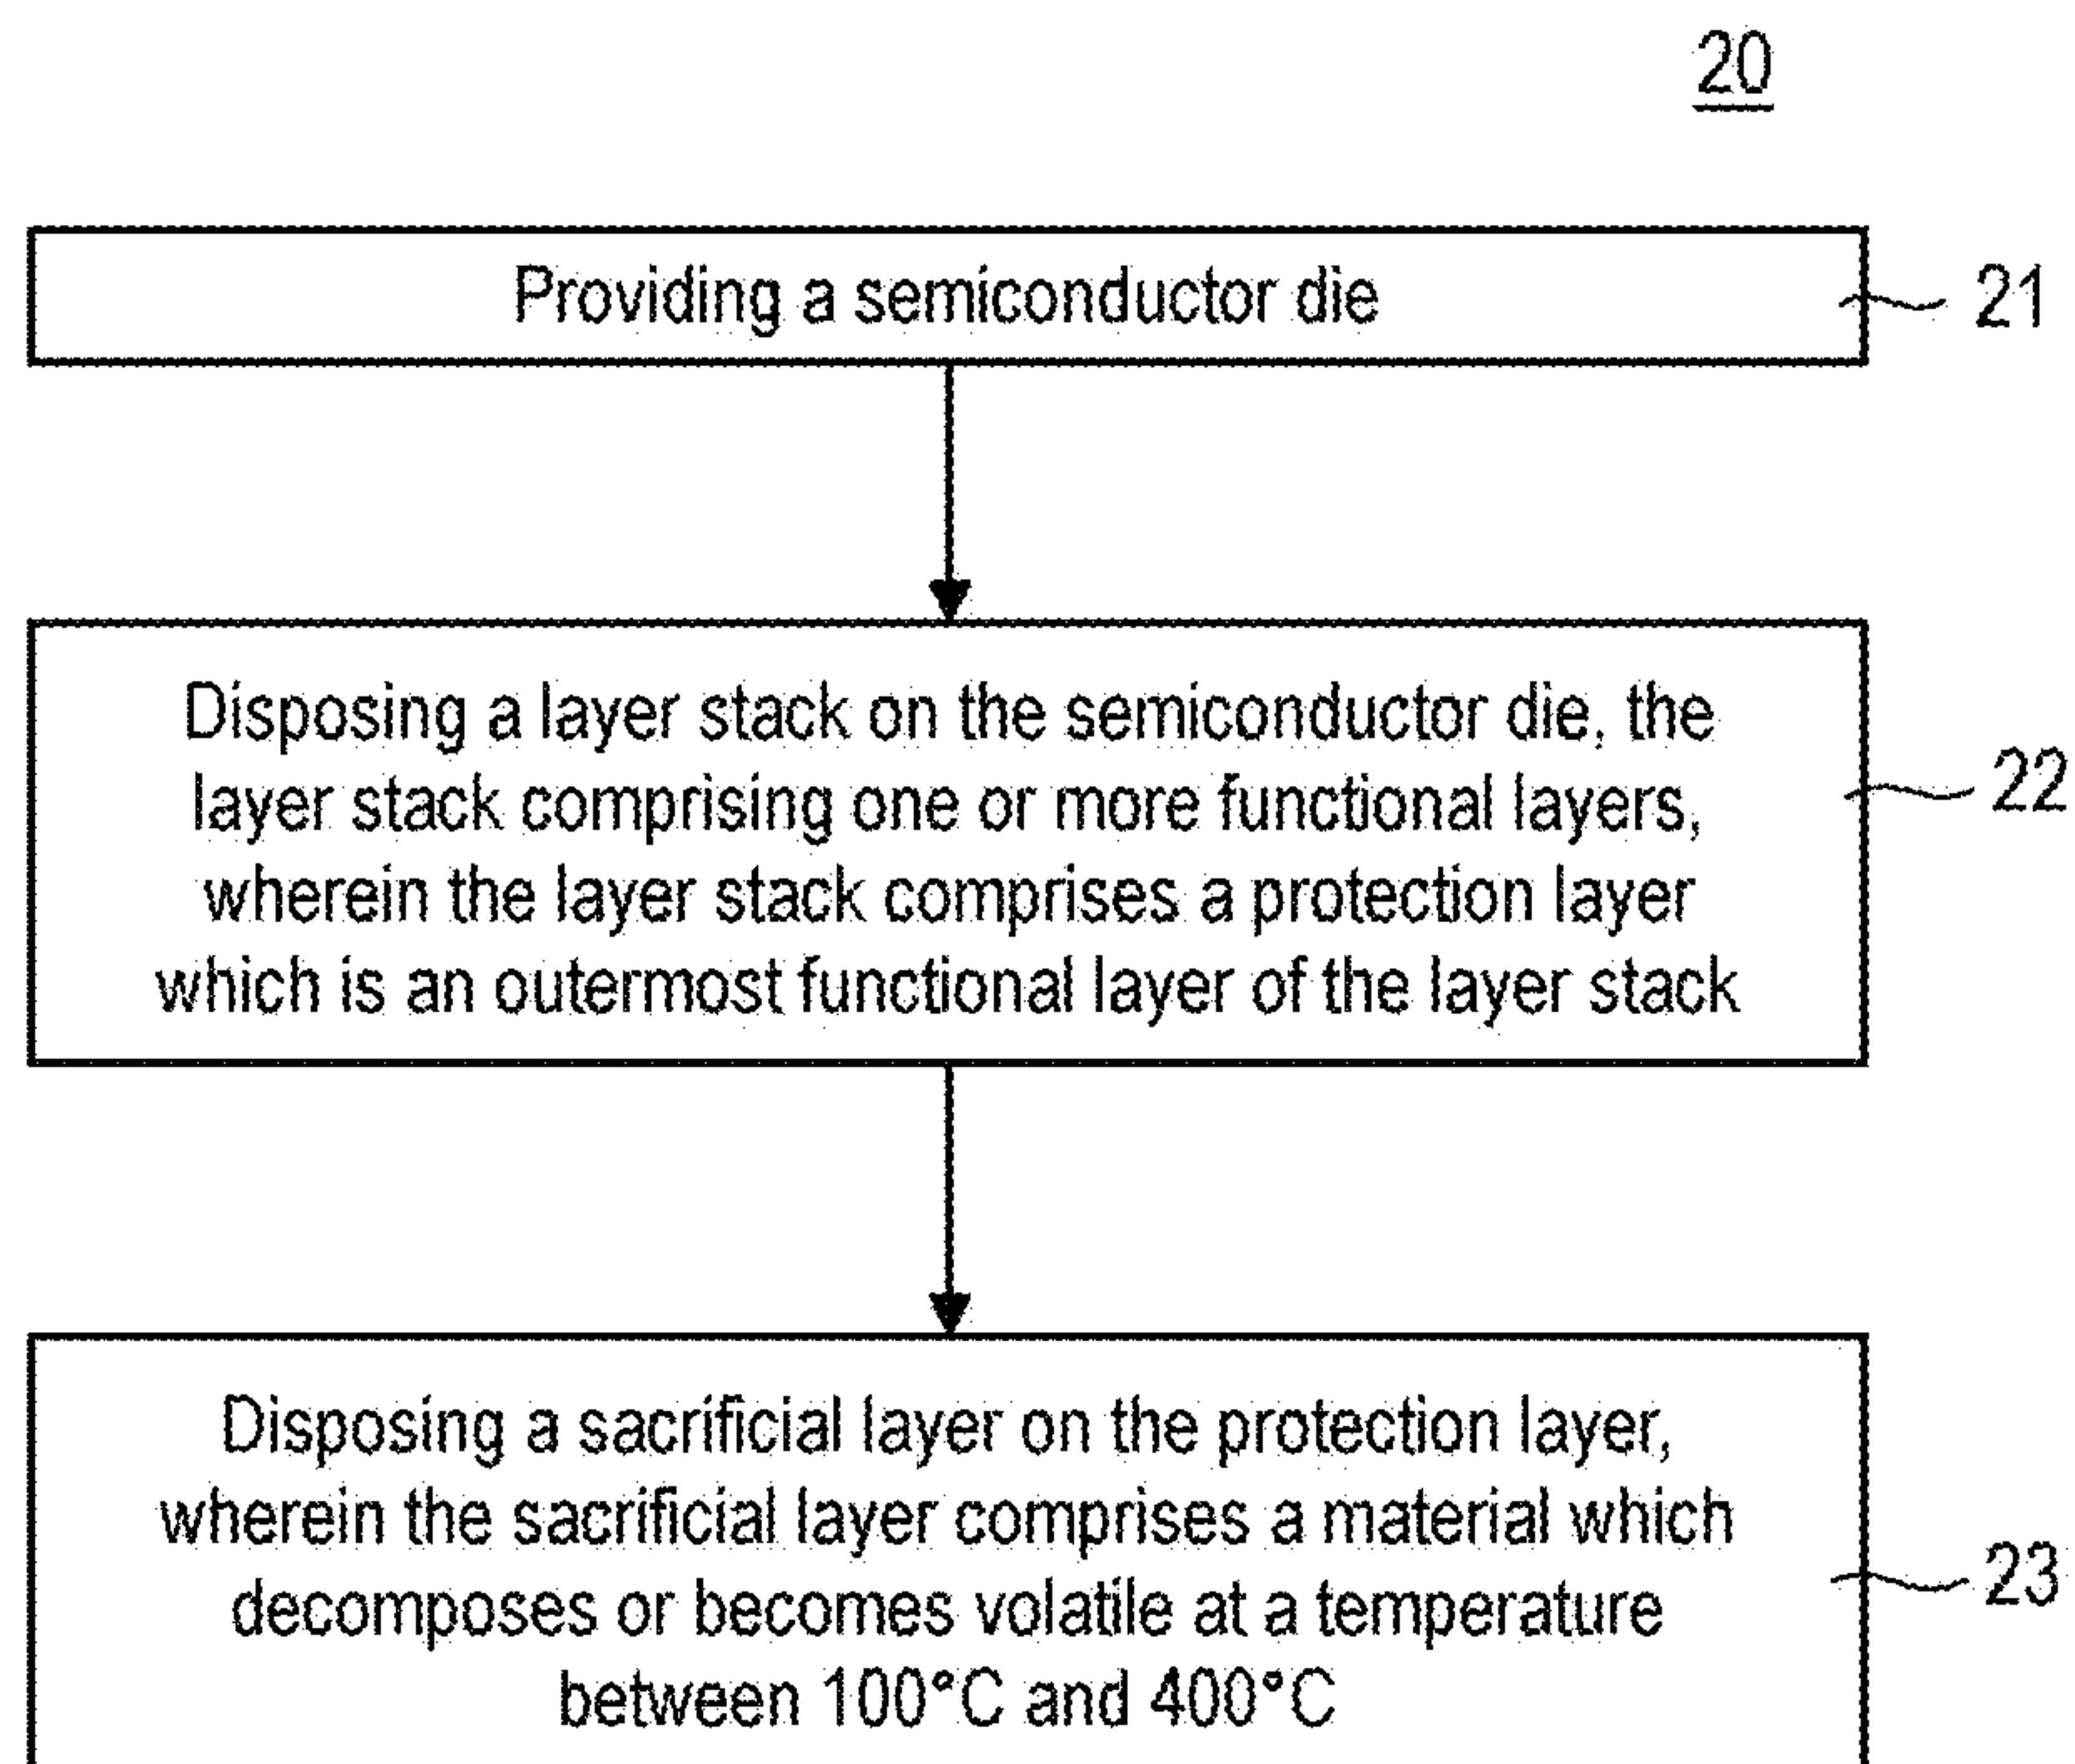 20
Providing a semiconductor die
21
Disposing a layer stack on the semiconductor die, the
layer stack comprising one or more functional layers,
wherein the layer stack comprises a protection layer
which is an outermost functional layer of the layer stack
22
Disposing a sacrificial layer on the protection layer,
wherein the sacrificial layer comprises a material which
decomposes or becomes volatile at a temperature
between 100°C and 400°C
23